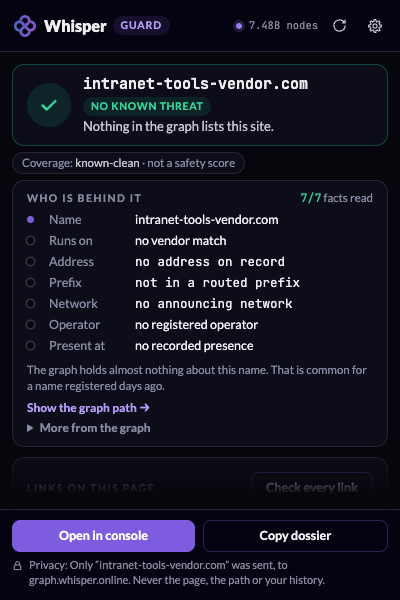 Whisper GUARD 7.48B nodes
intranet-tools-vendor.com
NO KNOWN THREAT
Nothing in the graph lists this site.
Coverage: known-clean · not a safety score
WHO IS BEHIND IT 7/7 facts read
Name intranet-tools-vendor.com
Runs on no vendor match
Address no address on record
Prefix not in a routed prefix
Network no announcing network
Operator no registered operator
Present at no recorded presence
The graph holds almost nothing about this name. That is common for
a name registered days ago.
Show the graph path →
▶ More from the graph
LINKS ON THIS PAGE Check every link
Open in console Copy dossier
Privacy: Only “intranet-tools-vendor.com” was sent, to
graph.whisper.online. Never the page, the path or your history.